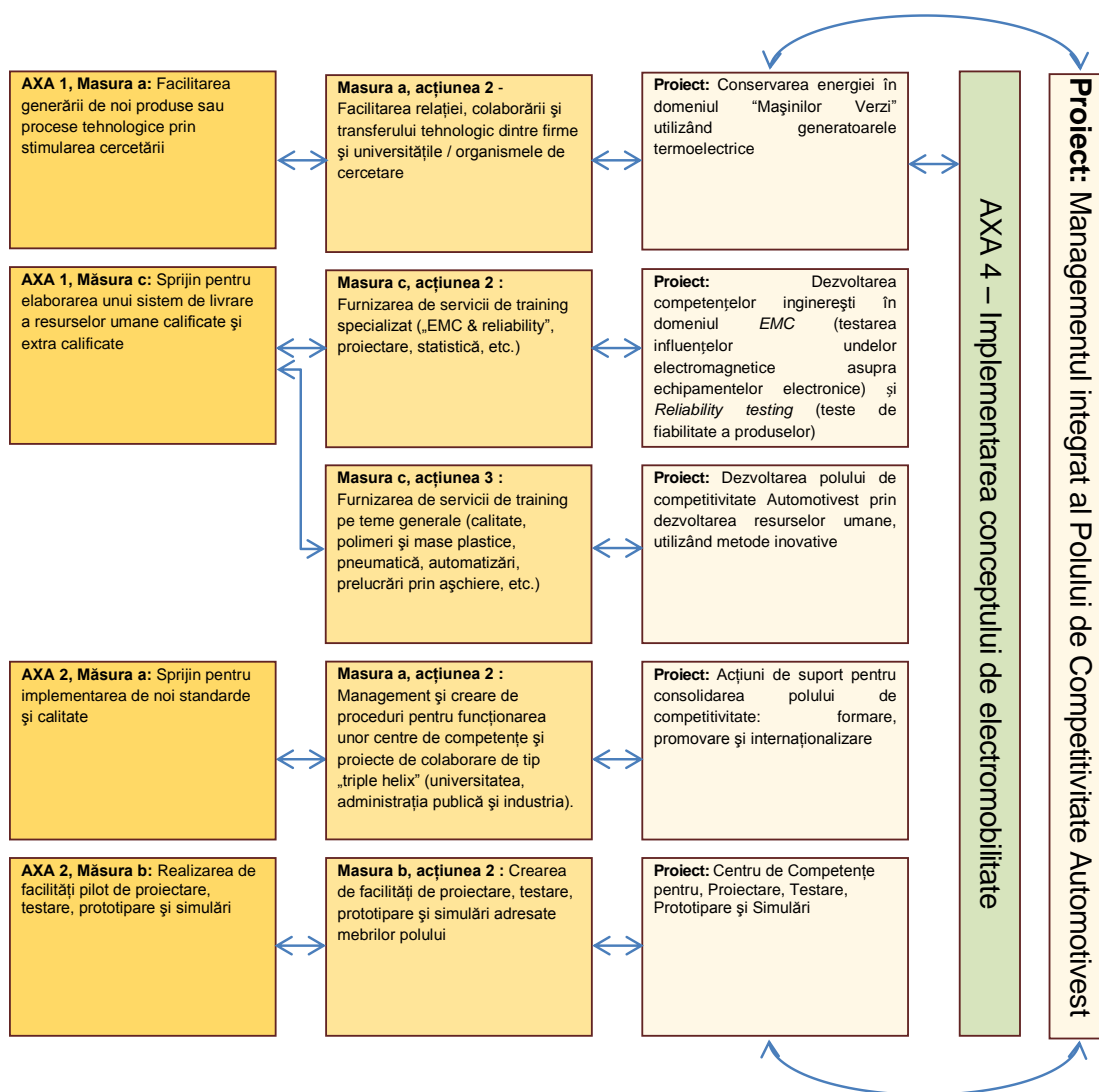 AXA 1, Masura a: Facilitarea
generării de noi produse sau
procese tehnologice prin
stimularea cercetării
Masura a, acțiunea 2 -
Facilitarea relației, colaborării și
transferului tehnologic dintre firme
și universitățile / organismele de
cercetare
Proiect: Conservarea energiei în
domeniul “Mașinilor Verzi”
utilizând generatoarele
termoelectrice
AXA 1, Măsura c: Sprijin pentru
elaborarea unui sistem de livrare
a resurselor umane calificate și
extra calificate
Masura c, acțiunea 2 :
Furnizarea de servicii de training
specializat („EMC & reliability”,
proiectare, statistică, etc.)
Proiect: Dezvoltarea
competențelor inginerești în
domeniul EMC (testarea
influențelor undelor
electromagnetice asupra
echipamentelor electronice) și
Reliability testing (teste de
fiabilitate a produselor)
Masura c, acțiunea 3 :
Furnizarea de servicii de training
pe teme generale (calitate,
polimeri și mase plastice,
pneumatică, automatizări,
prelucrări prin așchiere, etc.)
Proiect: Dezvoltarea polului de
competitivitate Automotivest prin
dezvoltarea resurselor umane,
utilizând metode inovative
AXA 2, Măsura a: Sprijin pentru
implementarea de noi standarde
și calitate
Masura a, acțiunea 2 :
Management și creare de
proceduri pentru funcționarea
unor centre de competențe și
proiecte de colaborare de tip
„triple helix” (universitatea,
administrația publică și industria).
Proiect: Acțiuni de suport pentru
consolidarea polului de
competitivitate: formare,
promovare și internaționalizare
AXA 2, Măsura b: Realizarea de
facilități pilot de proiectare,
testare, prototipare și simulări
Masura b, acțiunea 2 : Crearea
de facilități de proiectare, testare,
prototipare și simulări adresate
mebrilor polului
Proiect: Centru de Competențe
pentru, Proiectare, Testare,
Prototipare și Simulări
AXA 4 – Implementarea conceptului de electromobilitate
Proiect: Managementul integrat al Polului de Competitivitate Automotivest